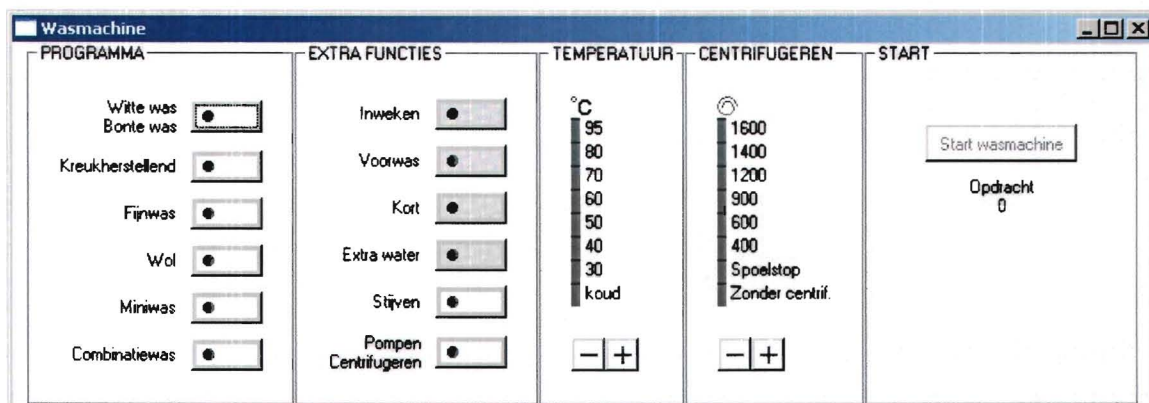 Wasmachine
PROGRAMMA
Witte was
Bonte was
Kreukherstellend
Fijnwas
Wol
Miniwas
Combinatiewas
EXTRA FUNCTIES
Inweken
Voorwas
Kort
Extra water
Stijven
Pompen
Centrifugeren
TEMPERATUUR
°C
95
80
70
60
50
40
30
koud
− +
CENTRIFUGEREN
1600
1400
1200
900
600
400
Spoelstop
Zonder centrif.
− +
START
Start wasmachine
Opdracht
0